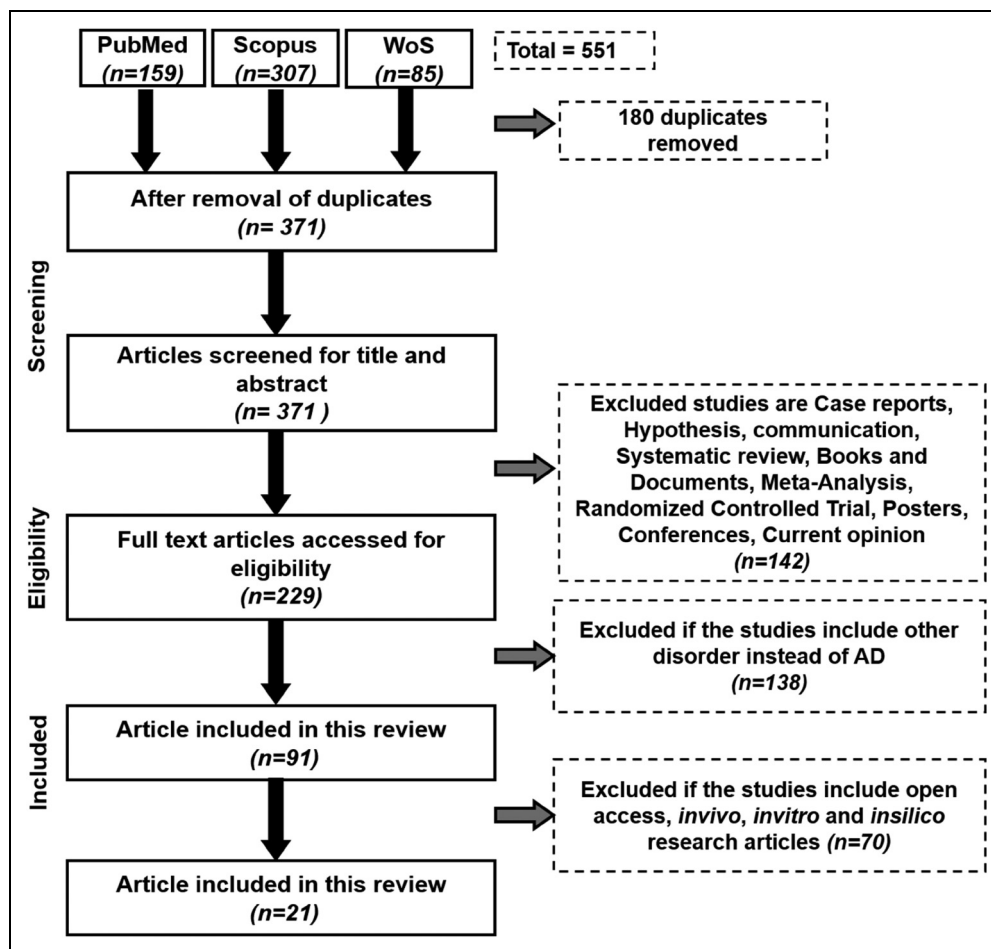 PubMed
(n=159)
Scopus
(n=307)
WoS
(n=85)
Total = 551
180 duplicates
removed
After removal of duplicates
(n= 371)
Screening
Articles screened for title and
abstract
(n= 371 )
Excluded studies are Case reports,
Hypothesis, communication,
Systematic review, Books and
Documents, Meta-Analysis,
Randomized Controlled Trial, Posters,
Conferences, Current opinion
(n=142)
Eligibility
Full text articles accessed for
eligibility
(n=229)
Excluded if the studies include other
disorder instead of AD
(n=138)
Included
Article included in this review
(n=91)
Excluded if the studies include open
access, invivo, invitro and insilico
research articles (n=70)
Article included in this review
(n=21)